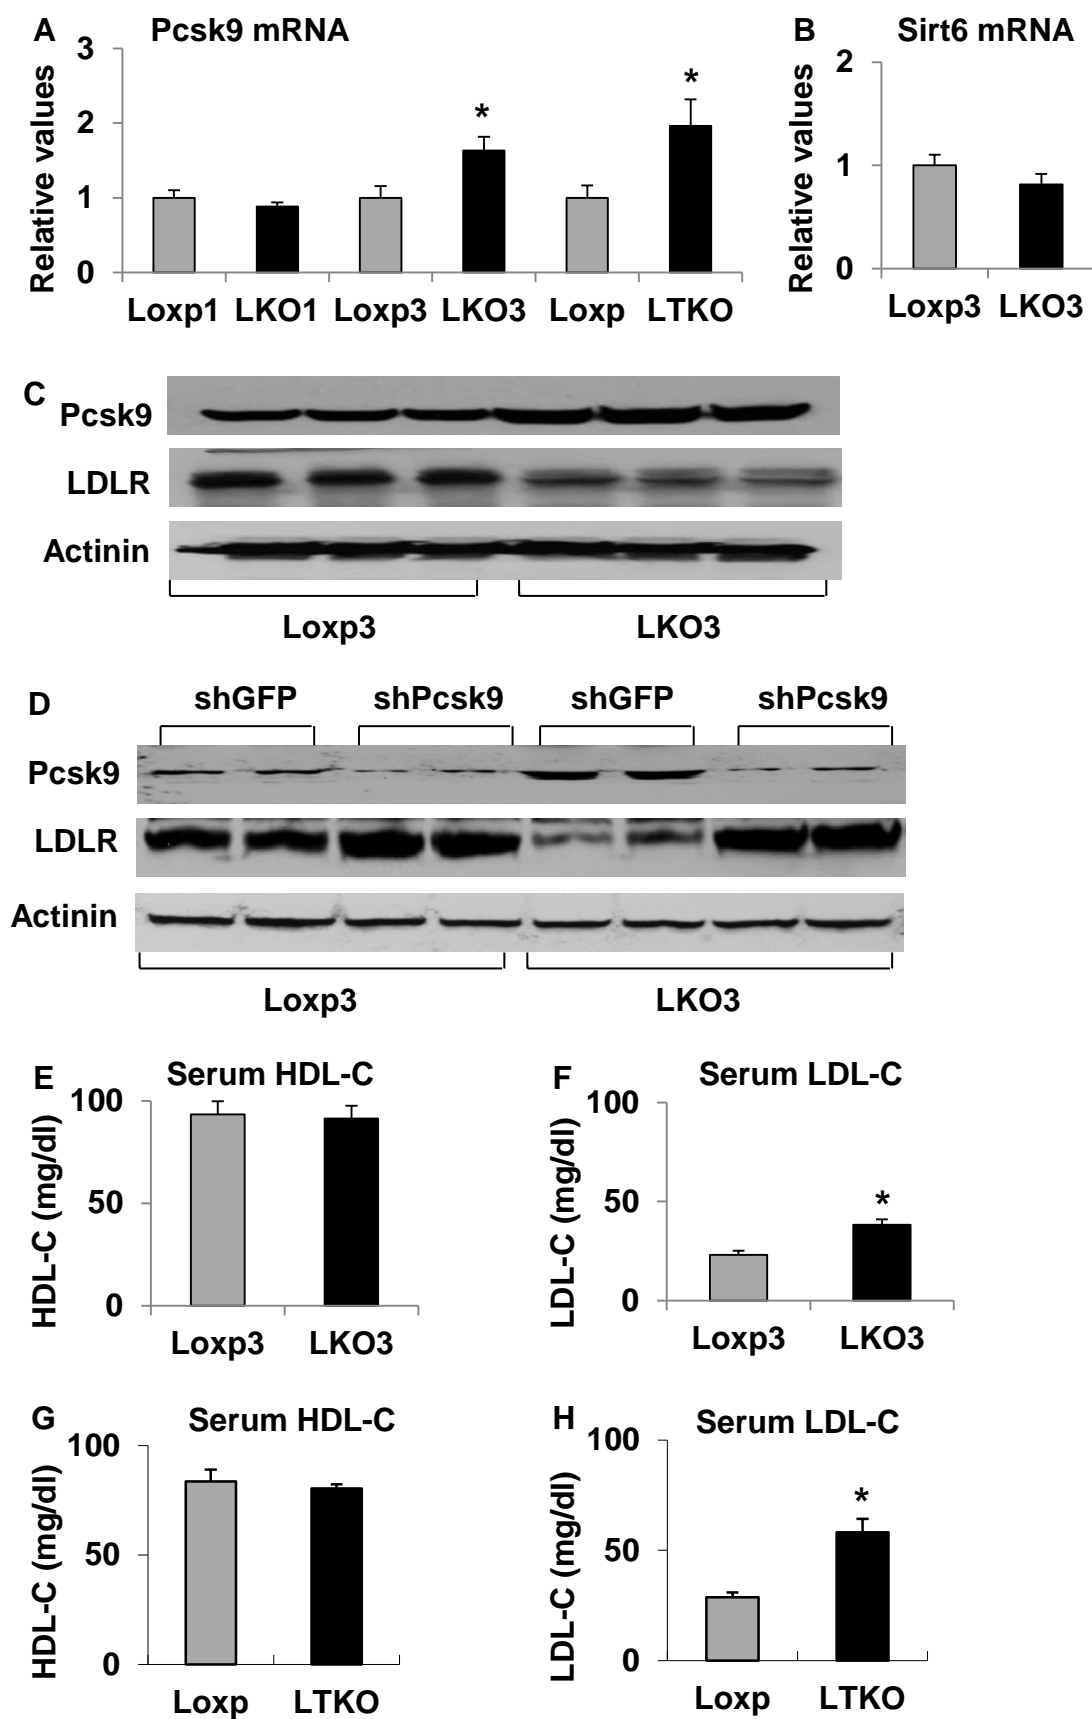 A Pcsk9 mRNA
Relative values
3
2
1
0
* *
Loxp1 LKO1 Loxp3 LKO3 Loxp LTKO
B Sirt6 mRNA
Relative values
2
1
0
Loxp3 LKO3
C
Pcsk9
LDLR
Actinin
Loxp3 LKO3
D shGFP shPcsk9 shGFP shPcsk9
Pcsk9
LDLR
Actinin
Loxp3 LKO3
E Serum HDL-C
HDL-C (mg/dl)
100
50
0
Loxp3 LKO3
F Serum LDL-C
LDL-C (mg/dl)
100
50
0
*
Loxp3 LKO3
G Serum HDL-C
HDL-C (mg/dl)
100
50
0
Loxp LTKO
H Serum LDL-C
LDL-C (mg/dl)
100
50
0
*
Loxp LTKO